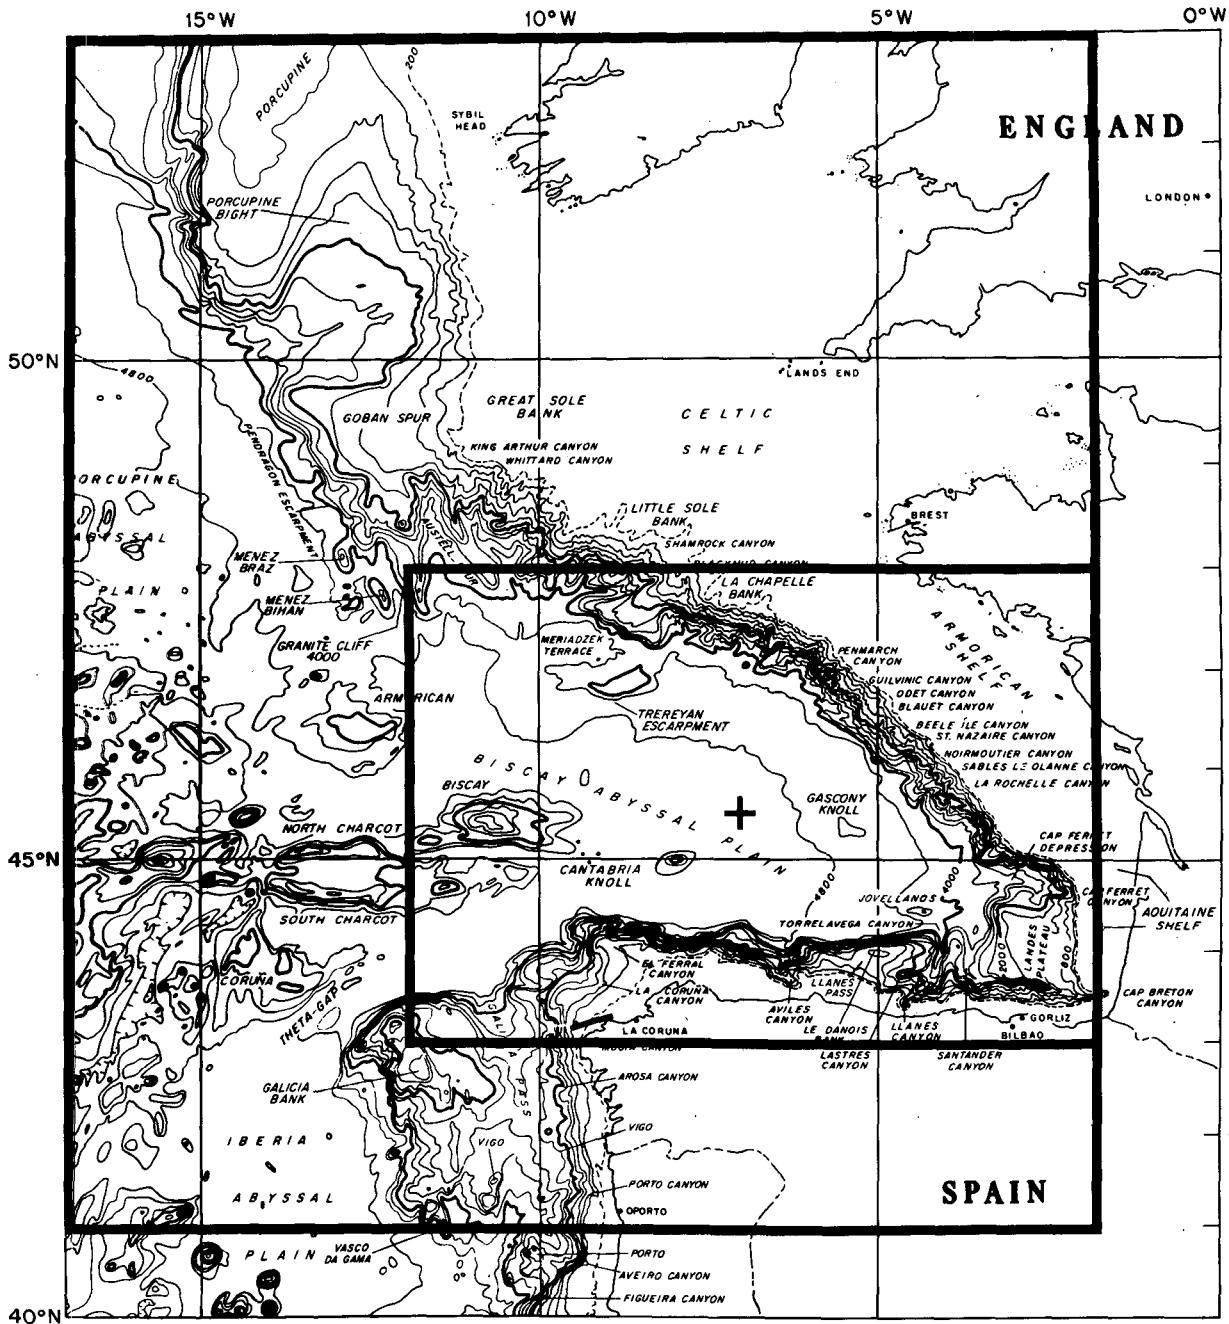 15°W 10°W 5°W 0°W
PORCUPINE
200
SYBIL
HEAD
ENGLAND
LONDON
PORCUPINE
BIGHT
50°N
4800
LANDS END
GREAT SOLE
BANK
CELTIC
SHELF
GOBAN SPUR
KING ARTHUR CANYON
WHITTARD CANYON
PENDRAGON ESCARPMENT
PORCUPINE
ABYSSAL
PLAIN
LITTLE SOLE
BANK
BREST
SHAMROCK CANYON
MENEZ
BRAZ
LA CHAPELLE
BANK
MENEZ
BIHAN
ARMORICAN
SHELF
GRANITE CLIFF
4000
MERIADZEK
TERRACE
PENMARCH
CANYON
GUILVINIC CANYON
ODET CANYON
BLAUET CANYON
ARMORICAN
TREREYAN
ESCARPMENT
BEELE ILE CANYON
ST. NAZAIRE CANYON
NOIRMOUTIER CANYON
SABLES LS OLANNE CANYON
LA ROCHELLE CANYON
BISCAY ABYSSAL PLAIN
BISCAY
GASCONY
KNOLL
NORTH CHARCOT
CAP FERRET
DEPRESSION
45°N
CANTABRIA
KNOLL
4800
4000
JOVELLANOS
CAP FERRET
CANYON
AQUITAINE
SHELF
SOUTH CHARCOT
TORRELAVEGA CANYON
LANDES
PLATEAU
2000
800
CORUNA
THETA-GAP
EL FERRAL
CANYON
LA CORUNA
CANYON
LLANES
PASS
AVILES
CANYON
CAP BRETON
CANYON
GORLIZ
BILBAO
LA CORUNA
LE DANOIS
BANK
LLANES
CANYON
LASTRES
CANYON
SANTANDER
CANYON
MUGIA CANYON
GALICIA
BANK
PASS
AROSA CANYON
IBERIA
ABYSSAL
PLAIN
VIGO
VIGO
PORTO CANYON
OPORTO
SPAIN
VASCO
DA GAMA
PORTO
AVEIRO CANYON
FIGUEIRA CANYON
40°N